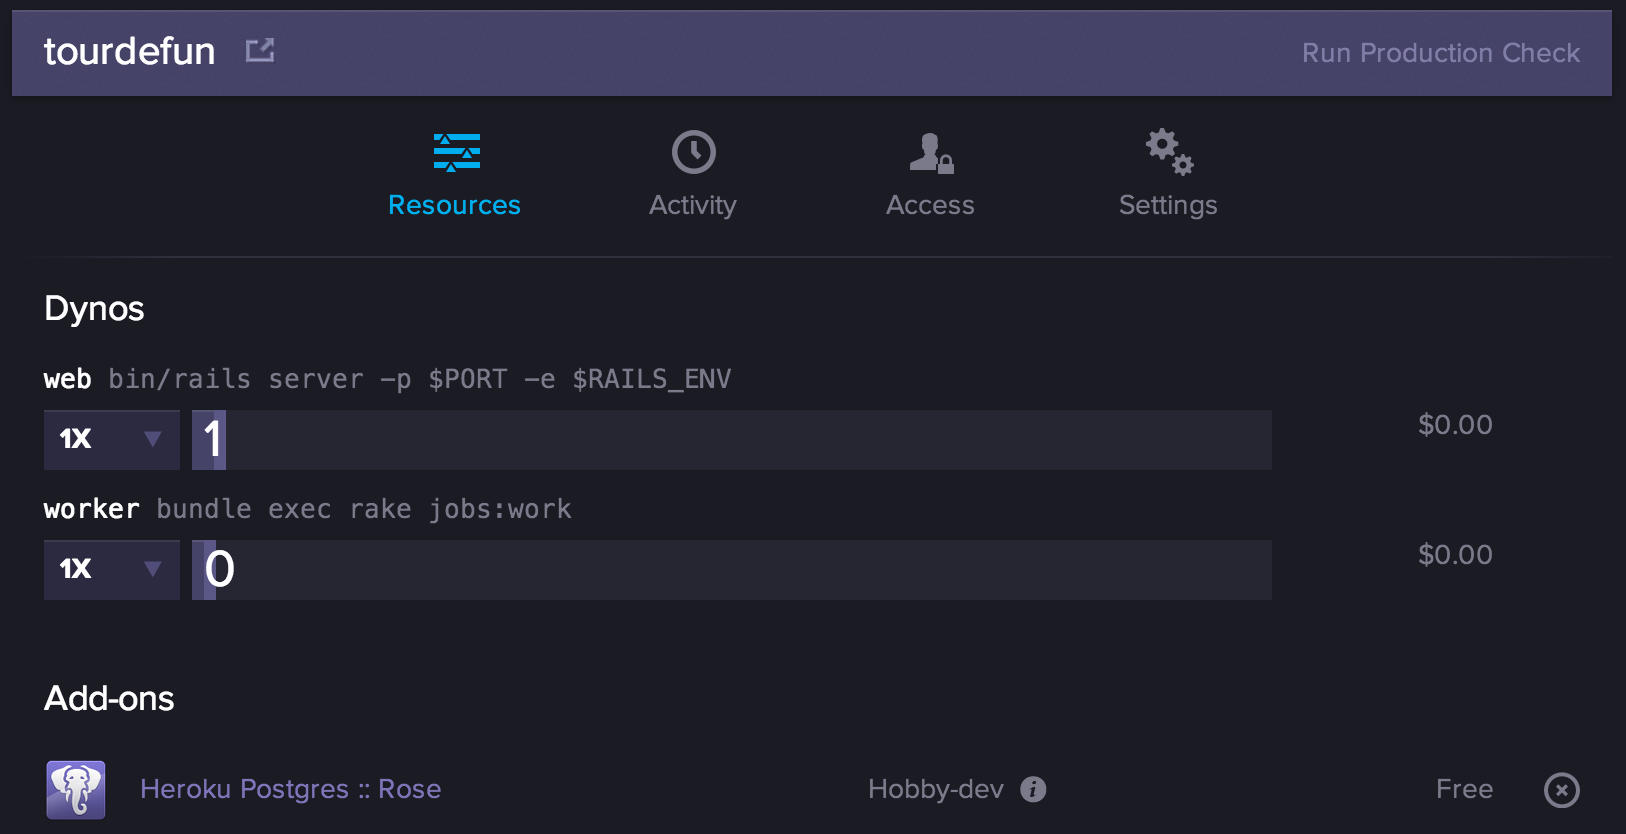 tourdefun
Run Production Check
Resources
Activity
Access
Settings
Dynos
web bin/rails server -p $PORT -e $RAILS_ENV
1X
1
$0.00
worker bundle exec rake jobs:work
1X
0
$0.00
Add-ons
Heroku Postgres :: Rose
Hobby-dev
Free